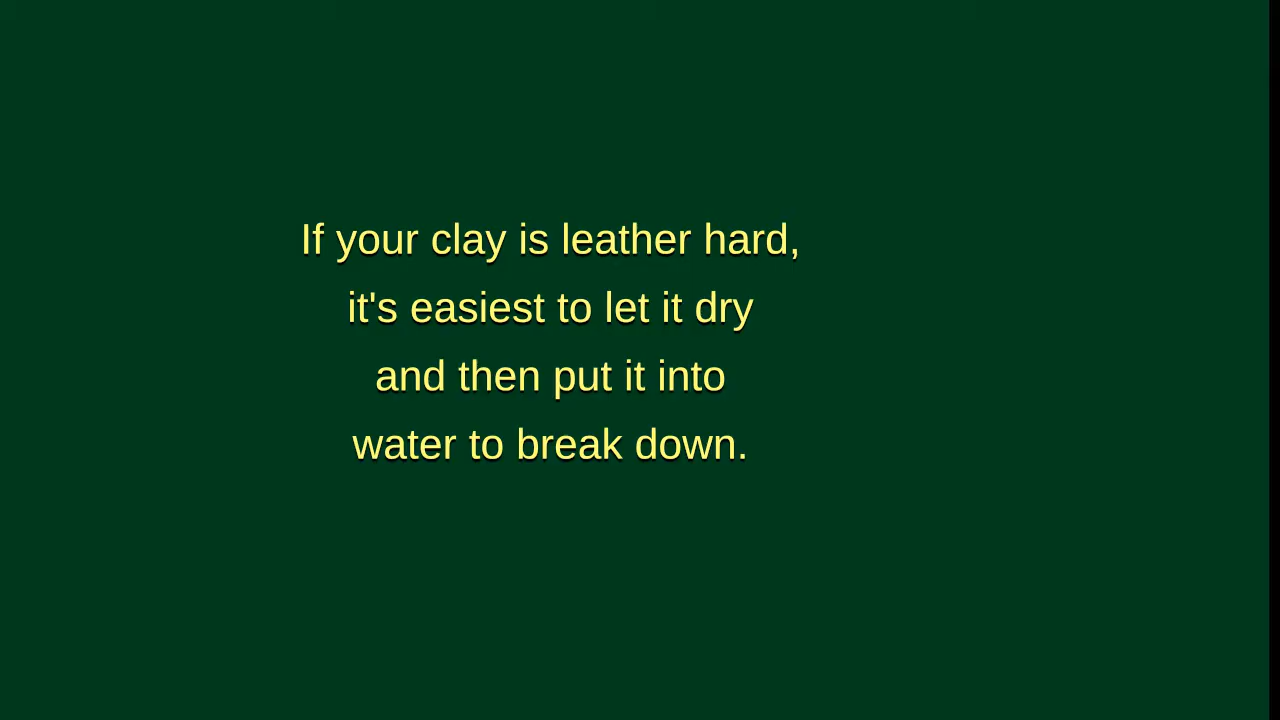 If your clay is leather hard,
it's easiest to let it dry
and then put it into
water to break down.